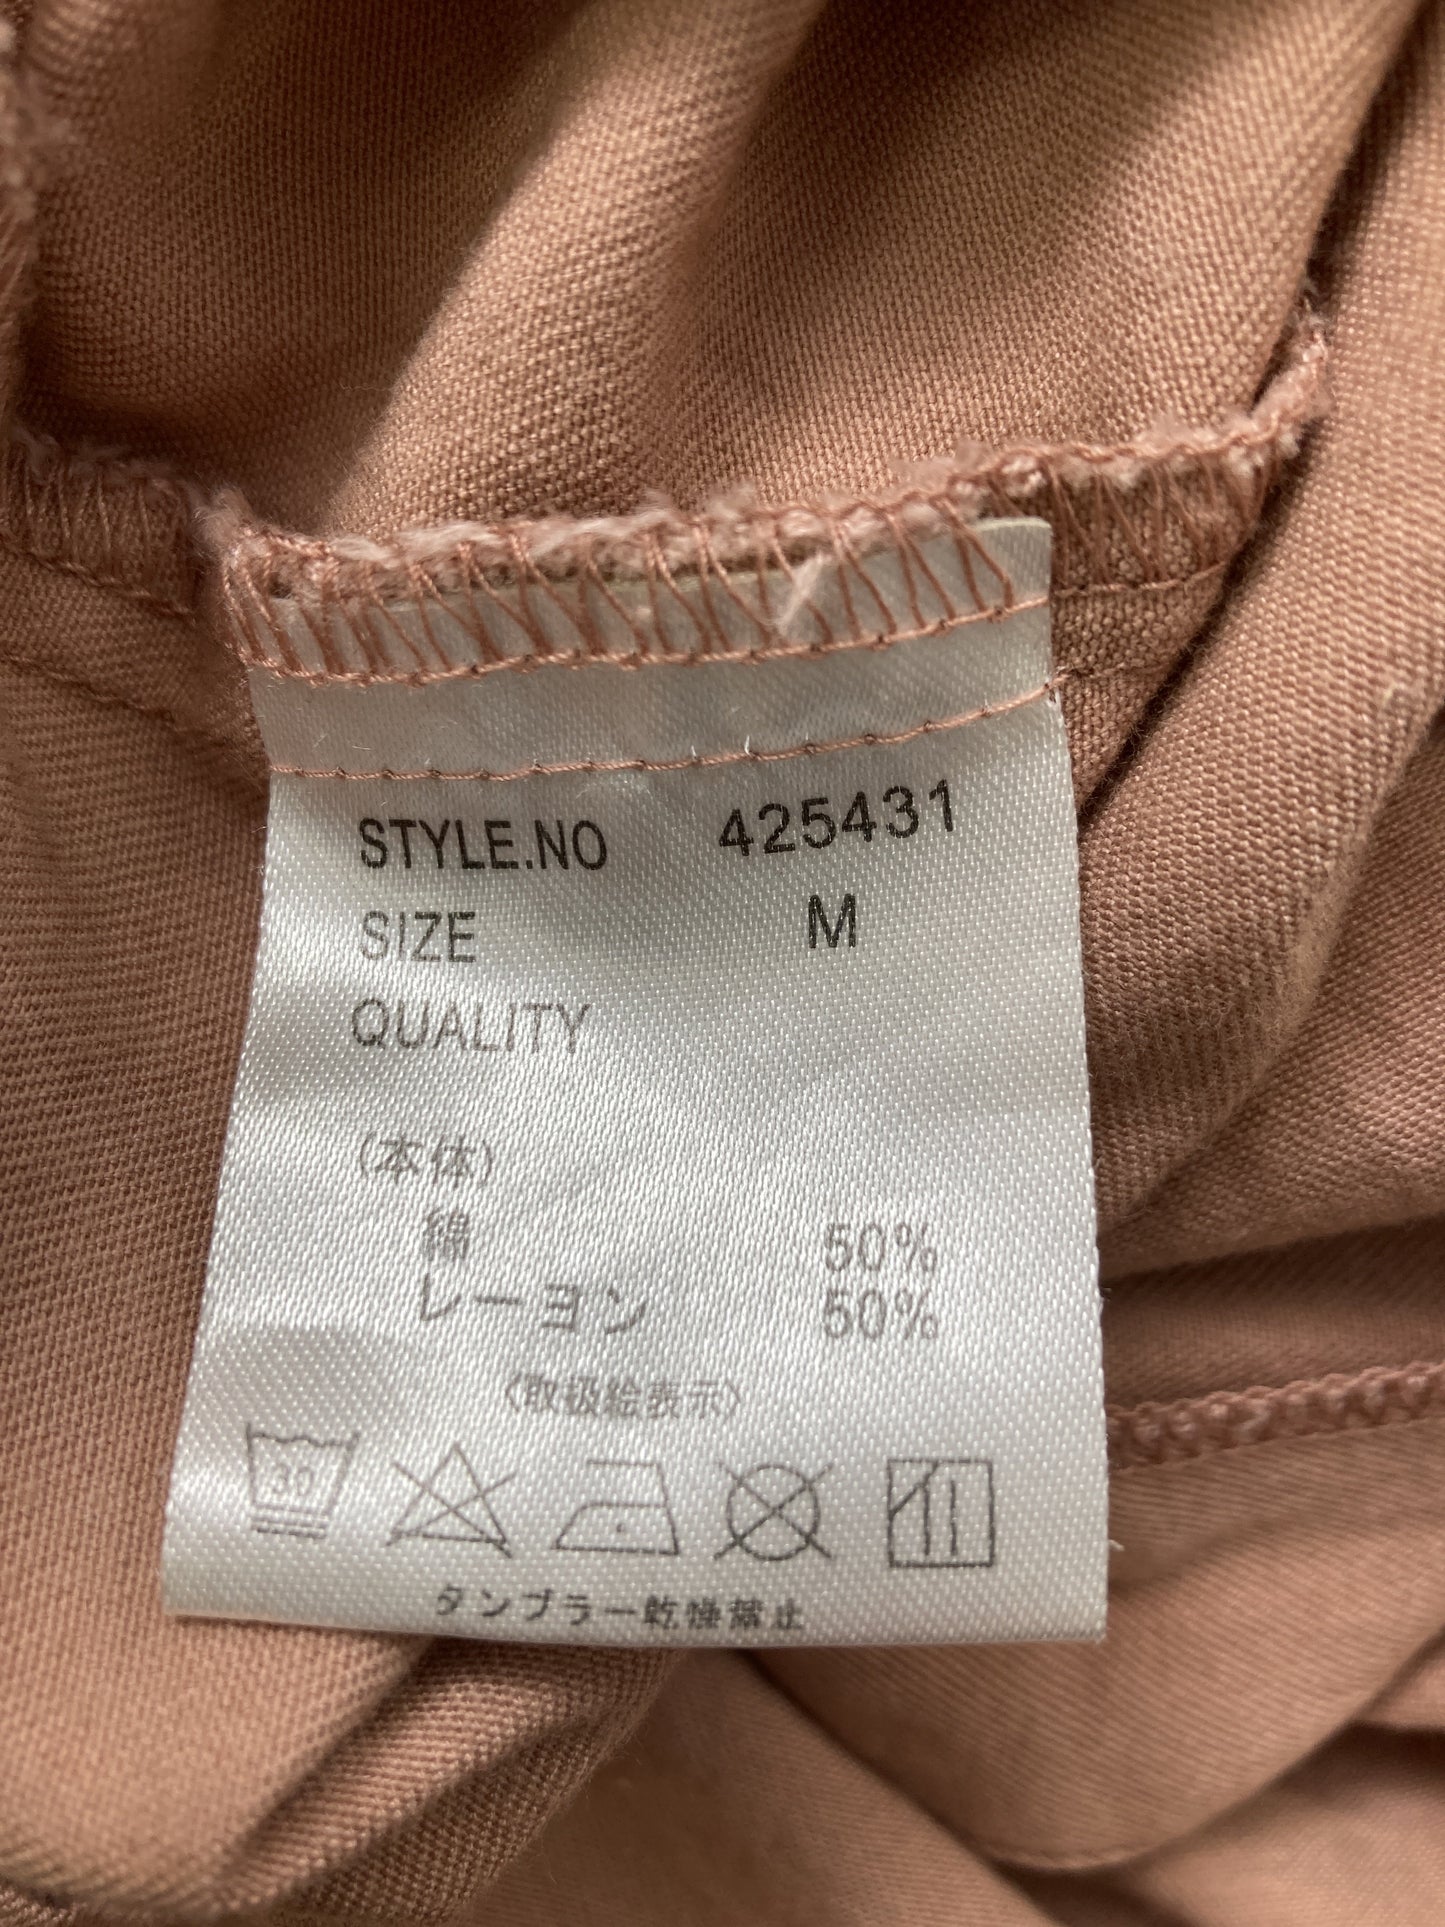 STYLE.NO 425431
SIZE M
QUALITY
(本体)
綿 50%
レーヨン 50%
〈取扱絵表示〉
30
タンブラー乾燥禁止